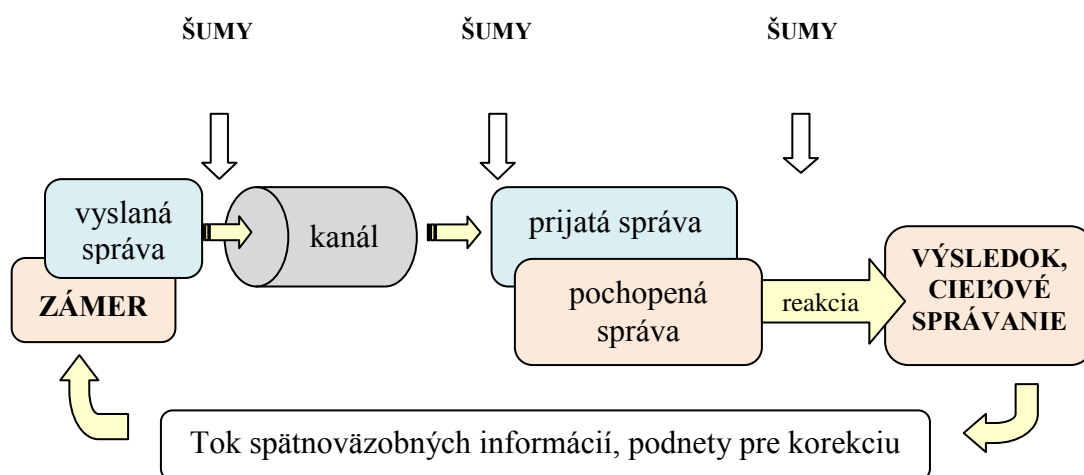 ŠUMY
ŠUMY
ŠUMY
vyslaná
správa
ZÁMER
kanál
prijatá správa
pochopená
správa
reakcia
VÝSLEDOK,
CIEĽOVÉ
SPRÁVANIE
Tok spätnoväzobných informácií, podnety pre korekciu